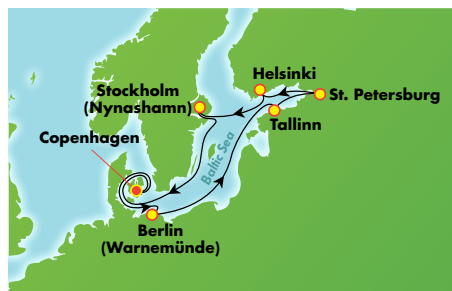 Helsinki
Stockholm
(Nynashamn)
St. Petersburg
Tallinn
Copenhagen
Baltic Sea
Berlin
(Warnemünde)